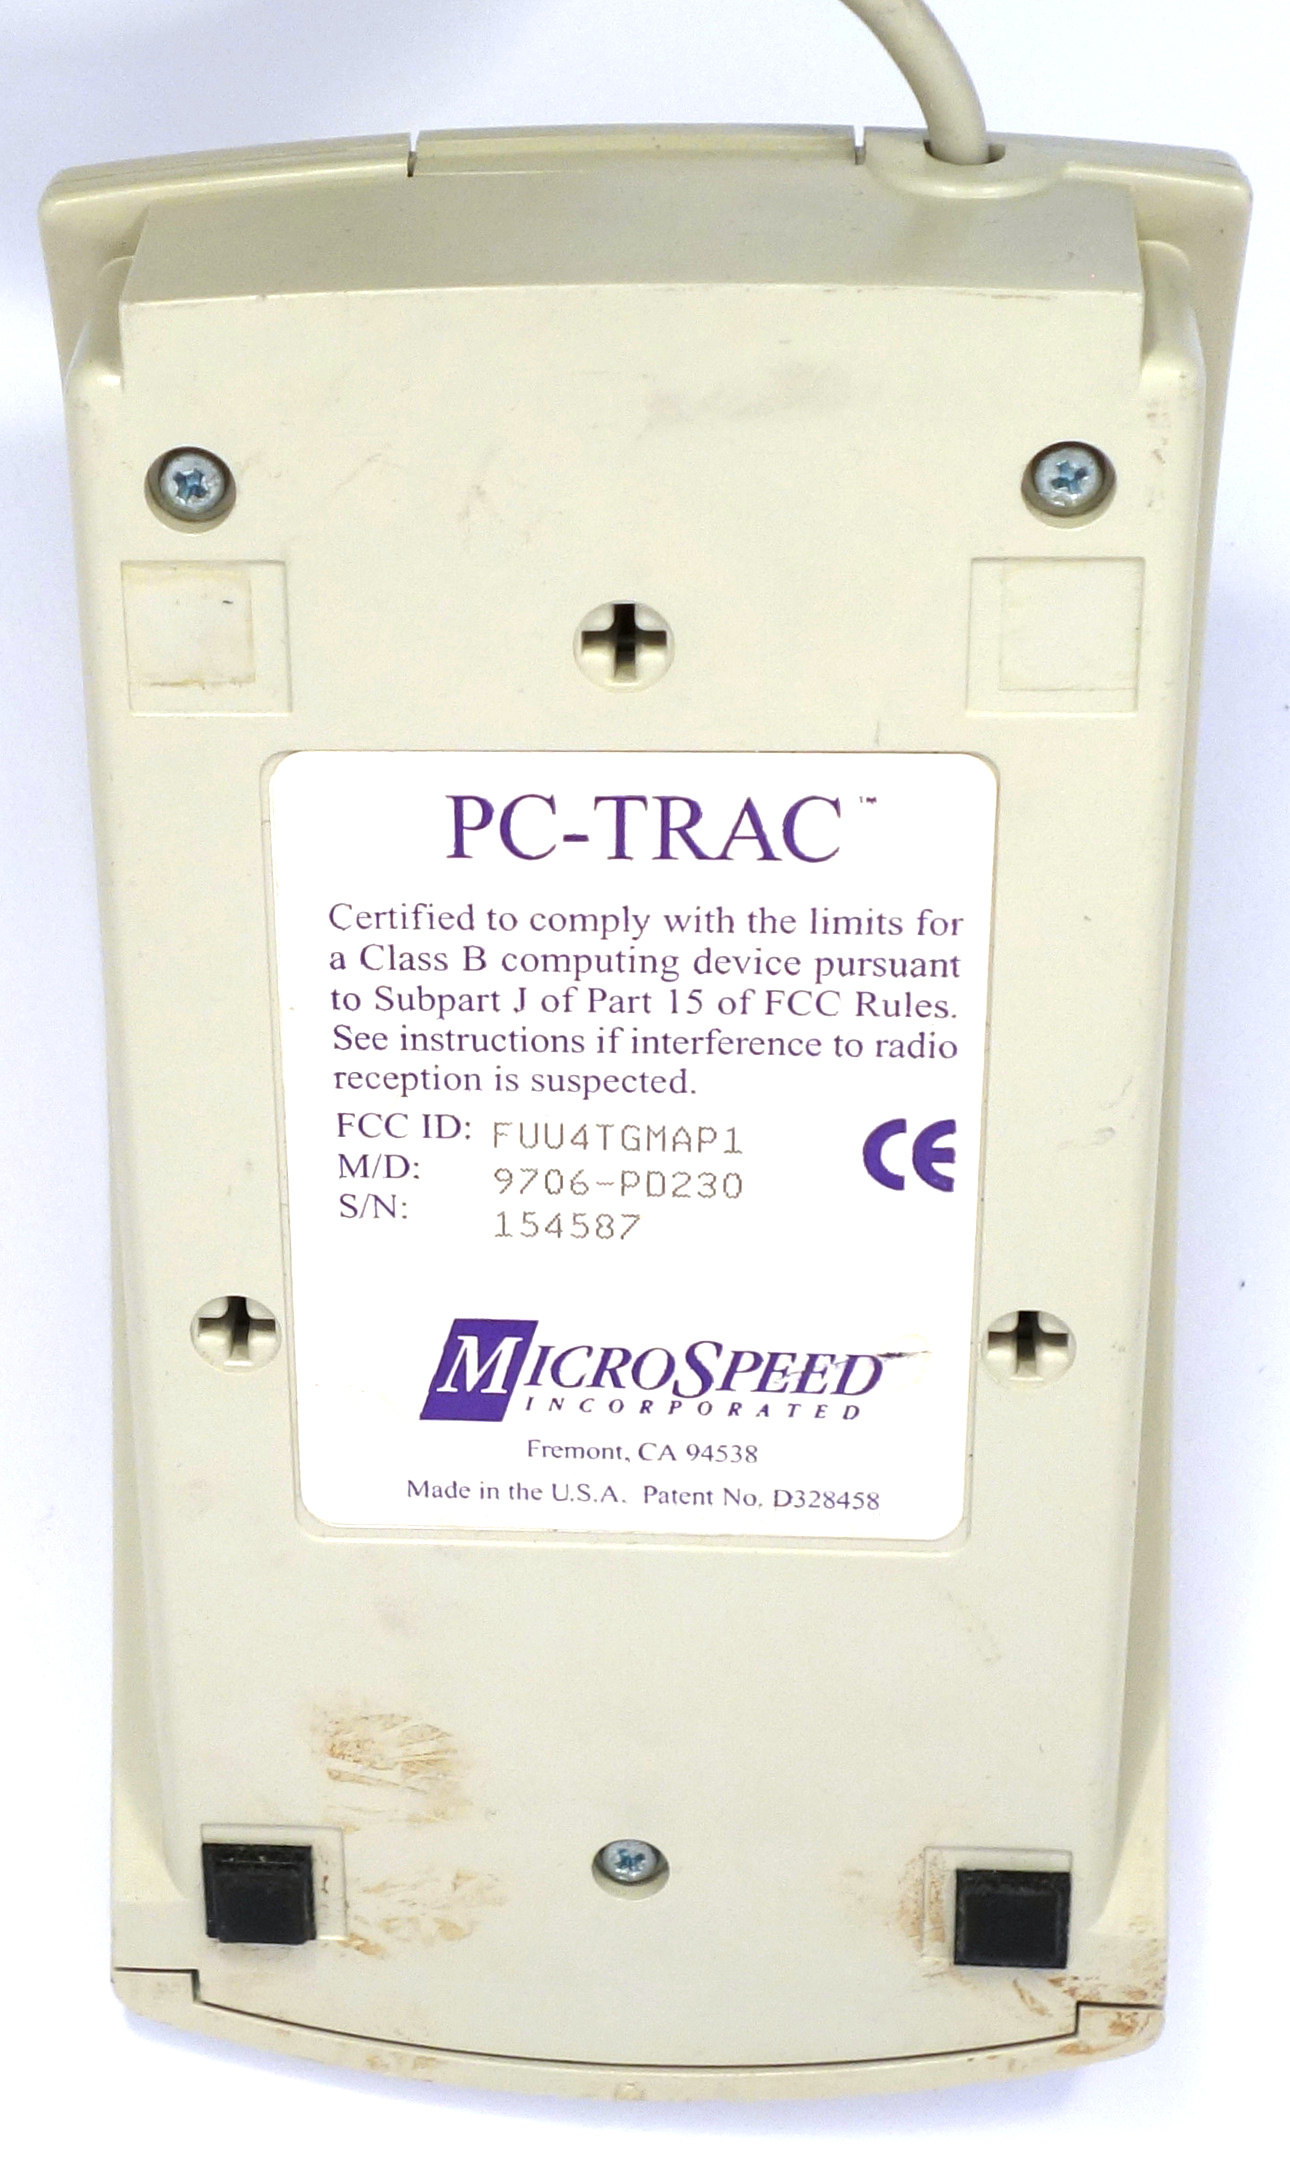 PC-TRAC™
Certified to comply with the limits for
a Class B computing device pursuant
to Subpart J of Part 15 of FCC Rules.
See instructions if interference to radio
reception is suspected.
FCC ID: FUU4TGMAP1
M/D: 9706-PD230
S/N: 154587
CE
MICROSPEED
INCORPORATED
Fremont, CA 94538
Made in the U.S.A. Patent No. D328458